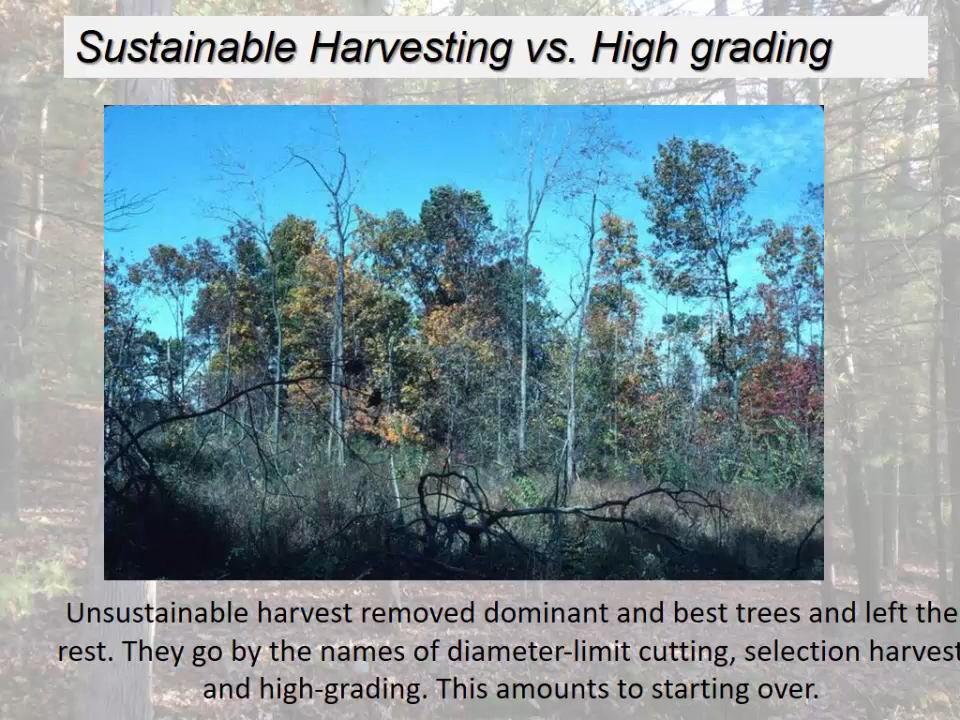 Sustainable Harvesting vs. High grading
Unsustainable harvest removed dominant and best trees and left the
rest. They go by the names of diameter-limit cutting, selection harvest
and high-grading. This amounts to starting over.